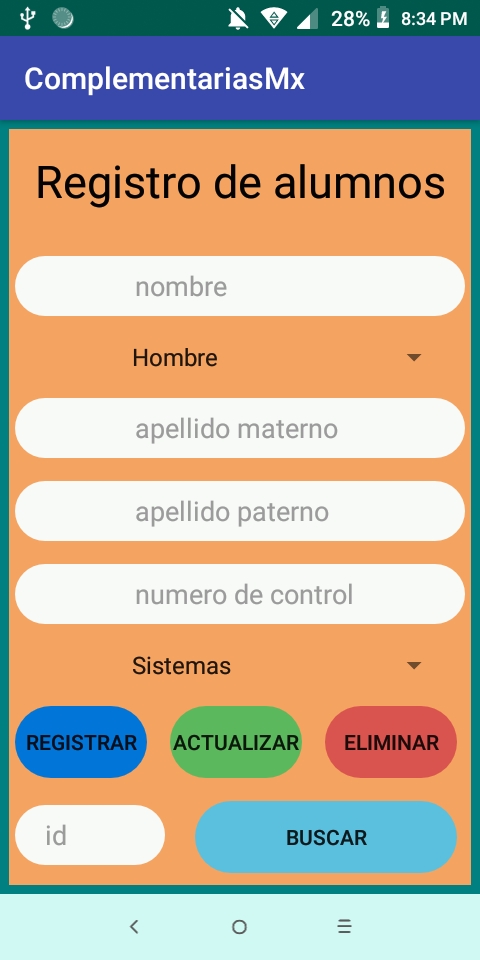 28% 8:34 PM
ComplementariasMx
Registro de alumnos
nombre
Hombre
apellido materno
apellido paterno
numero de control
Sistemas
REGISTRAR ACTUALIZAR ELIMINAR
id BUSCAR